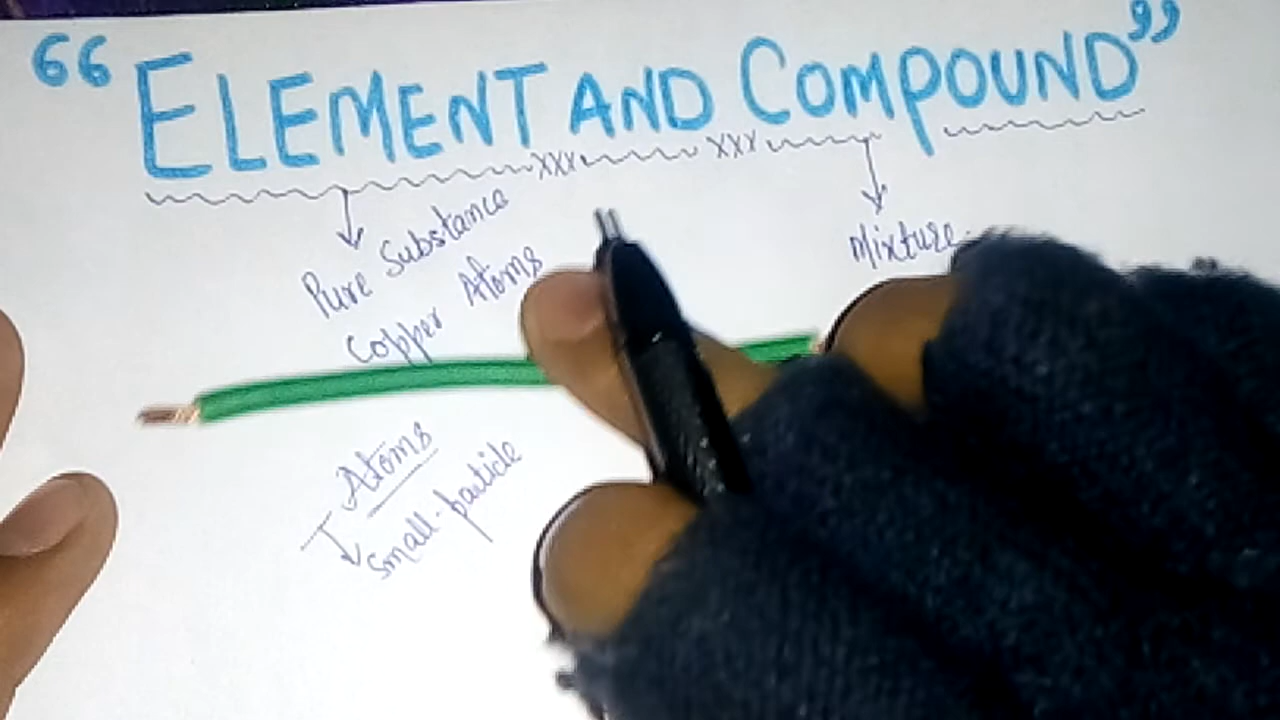 “ELEMENT AND COMPOUND”
xxx xxx
Pure Substance
Mixture
Copper Atoms
Atoms
small-particle